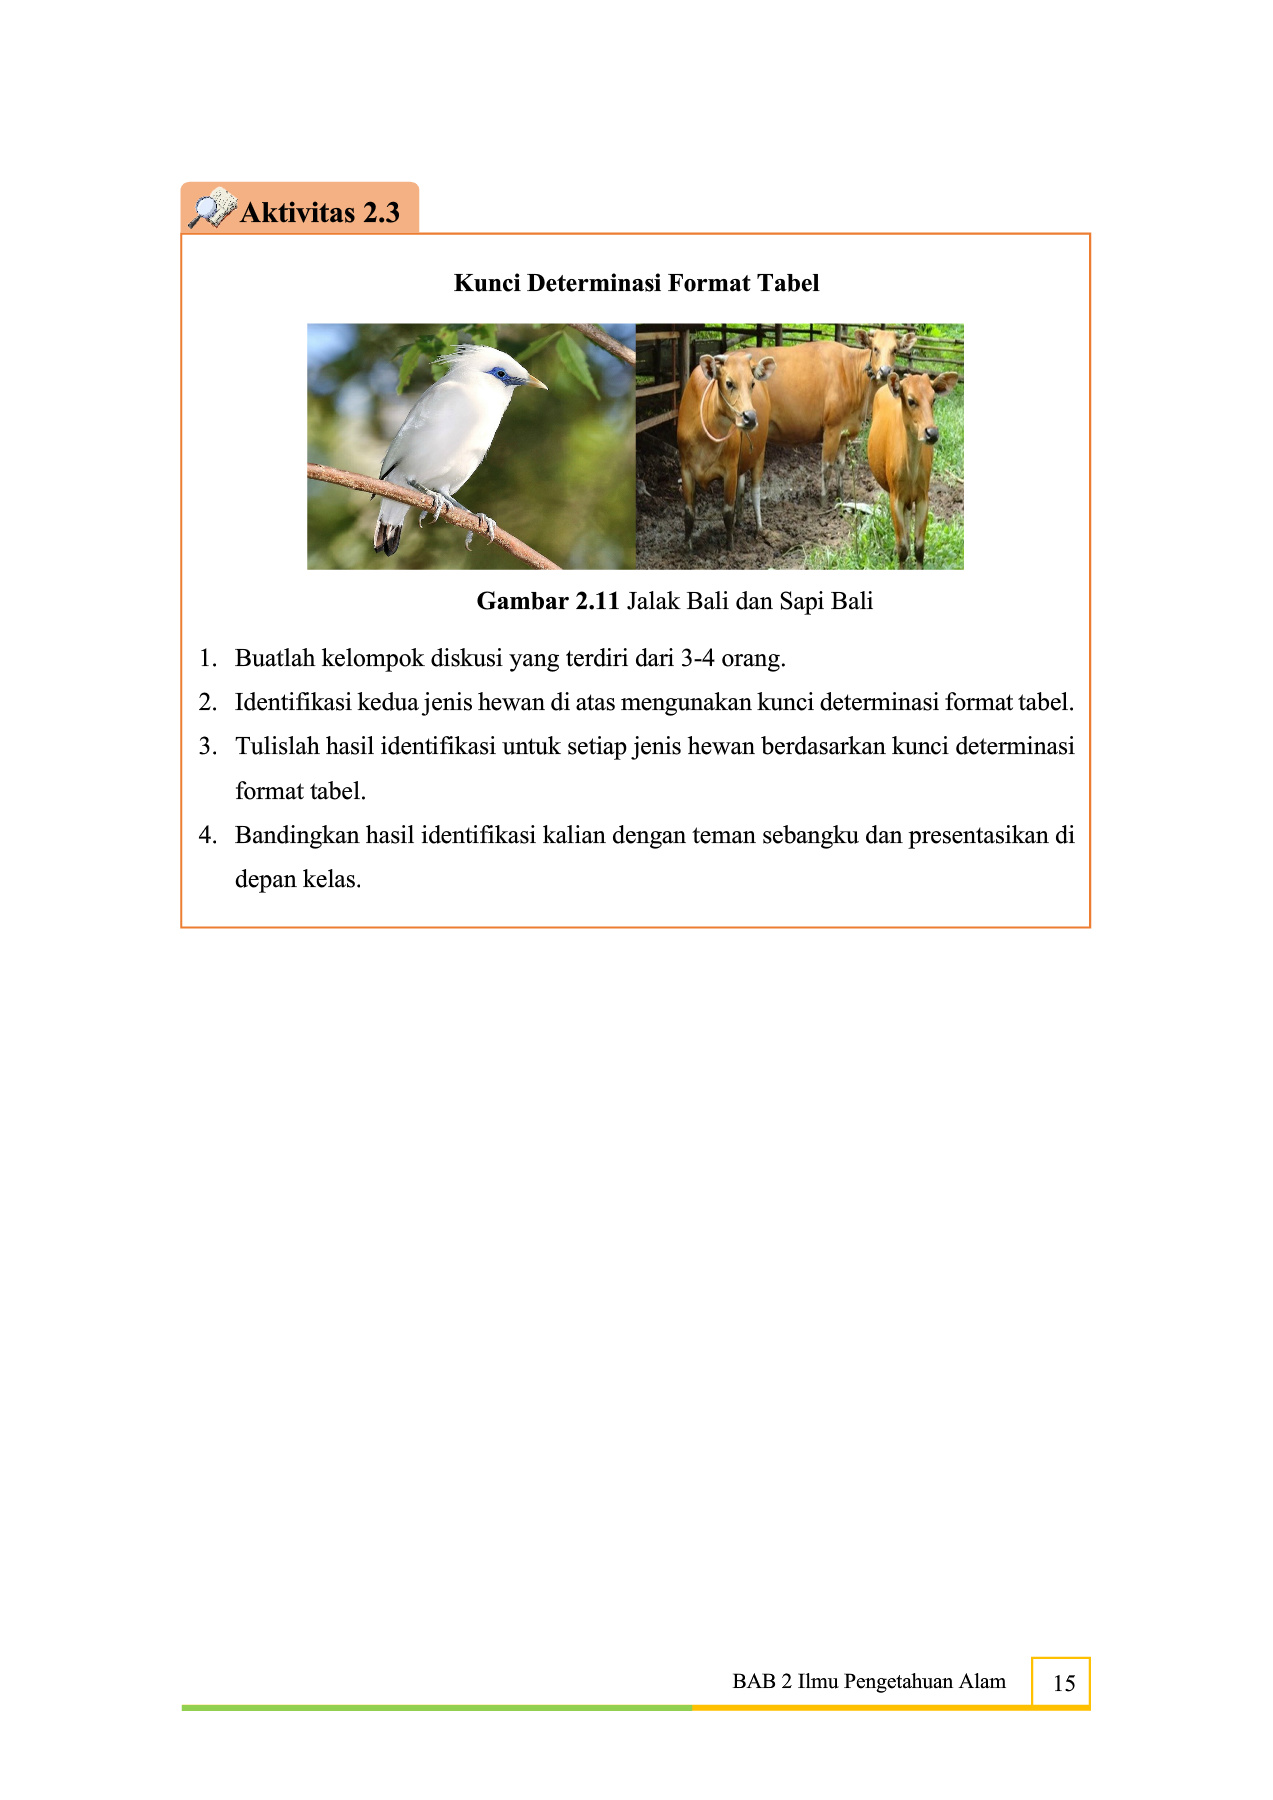 Aktivitas 2.3
Kunci Determinasi Format Tabel
Gambar 2.11 Jalak Bali dan Sapi Bali
1. Buatlah kelompok diskusi yang terdiri dari 3-4 orang.
2. Identifikasi kedua jenis hewan di atas mengunakan kunci determinasi format tabel.
3. Tulislah hasil identifikasi untuk setiap jenis hewan berdasarkan kunci determinasi
format tabel.
4. Bandingkan hasil identifikasi kalian dengan teman sebangku dan presentasikan di
depan kelas.
BAB 2 Ilmu Pengetahuan Alam
15